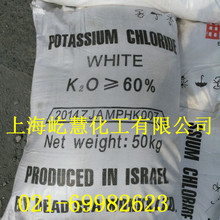 POTASSIUM CHLORIDE
WHITE
K₂O ≥ 60%
2014ZJAMPHK005
上海屹慧化工有限公司
Net weight: 50kg
PRODUCED IN ISRAEL
021-69982623